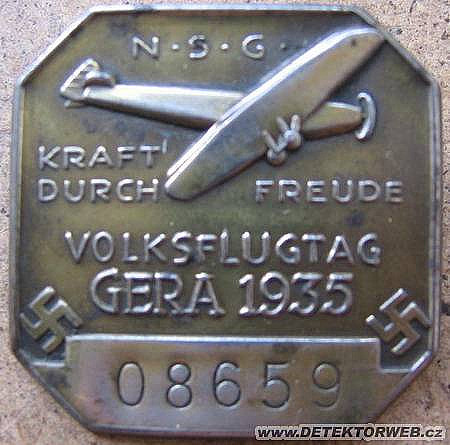 N·S·G·
KRAFT
DURCH FREUDE
VOLKSFLUGTAG
GERA 1935
08659
www.DETEKTORWEB.cz